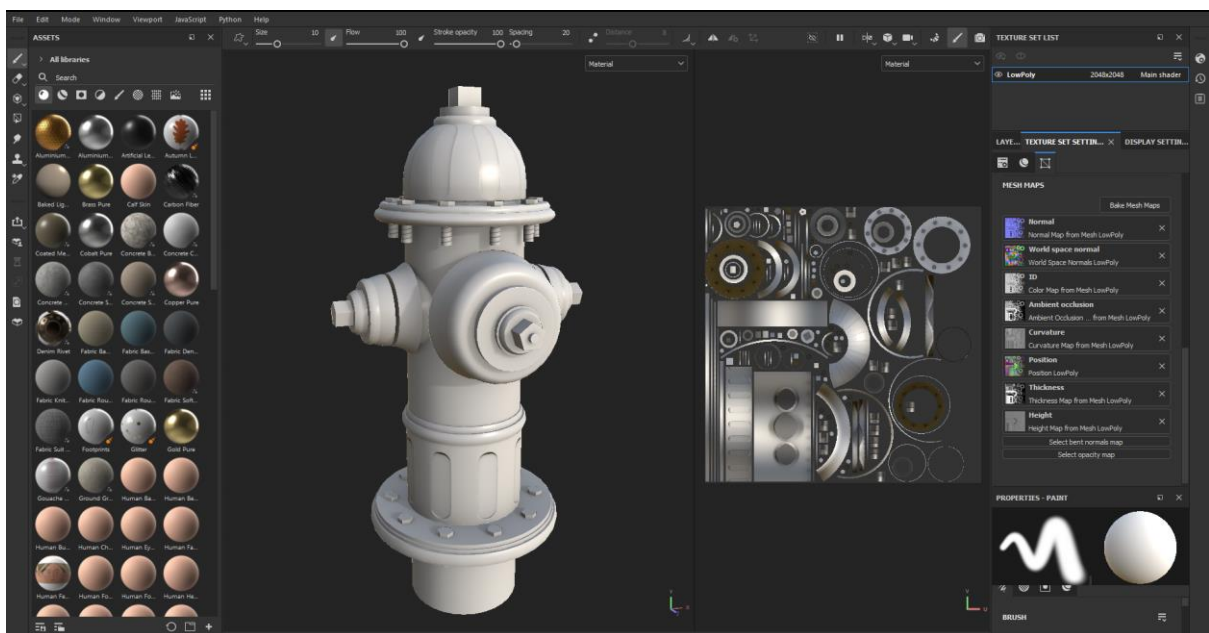 File Edit Mode Window Viewport JavaScript Python Help
ASSETS
Size 10 Flow 100 Stroke opacity 100 Spacing 20 Distance 8
All libraries
Search
Aluminium... Aluminium... Artificial Le... Autumn L...
Baked Lig... Brass Pure Calf Skin Carbon Fiber
Coated Me... Cobalt Pure Concrete B... Concrete C...
Concrete ... Concrete S... Concrete S... Copper Pure
Denim Rivet Fabric Ba... Fabric Bas... Fabric Den...
Fabric Knit... Fabric Rou... Fabric Rou... Fabric Soft...
Fabric Suit ... Footprints Glitter Gold Pure
Gouache ... Ground Gr... Human Ba... Human Be...
Human Bu... Human Ch... Human Ey... Human Fa...
Human Fe... Human Fo... Human Fo... Human He...
Material
Material
Y
X
U
TEXTURE SET LIST
LowPoly 2048x2048 Main shader
LAYE... TEXTURE SET SETTIN... DISPLAY SETTIN...
MESH MAPS
Bake Mesh Maps
Normal
Normal Map from Mesh LowPoly
World space normal
World Space Normals LowPoly
ID
Color Map from Mesh LowPoly
Ambient occlusion
Ambient Occlusion ... from Mesh LowPoly
Curvature
Curvature Map from Mesh LowPoly
Position
Position LowPoly
Thickness
Thickness Map from Mesh LowPoly
Height
Height Map from Mesh LowPoly
Select bent normals map
Select opacity map
PROPERTIES - PAINT
BRUSH